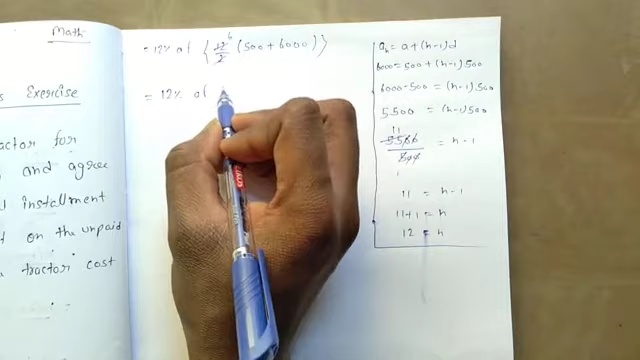 Math
s Exercise
actor for
and agree
l installment
t on the unpaid
a tractor cost
= 12% of { 12/2 6 (500 + 6000) }
= 12% of
aₙ = a + (n-1) d
6000 = 500 + (n-1) 500
6000 - 500 = (n-1) 500
5500 = (n-1) 500
11
5500/500 = n-1
1
11 = n-1
11+1 = n
12 = n